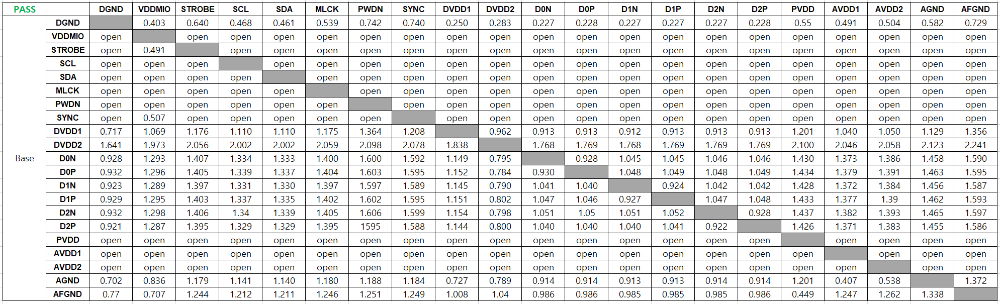 PASS DGND VDDMIO STROBE SCL SDA MLCK PWDN SYNC DVDD1 DVDD2 D0N D0P D1N D1P D2N D2P PVDD AVDD1 AVDD2 AGND AFGND
DGND 0.403 0.640 0.468 0.461 0.539 0.742 0.740 0.250 0.283 0.227 0.228 0.227 0.227 0.227 0.228 0.55 0.491 0.504 0.582 0.729
VDDMIO open open open open open open open open open open open open open open open open open open open open
STROBE open 0.491 open open open open open open open open open open open open open open open open open open
SCL open open open open open open open open open open open open open open open open open open open open
SDA open open open open open open open open open open open open open open open open open open open open
MLCK open open open open open open open open open open open open open open open open open open open open
PWDN open open open open open open open open open open open open open open open open open open open open
SYNC open 0.507 open open open open open open open open open open open open open open open open open open
DVDD1 0.717 1.069 1.176 1.110 1.110 1.175 1.364 1.208 0.962 0.913 0.913 0.912 0.913 0.913 0.913 1.201 1.040 1.050 1.129 1.356
DVDD2 1.641 1.973 2.056 2.002 2.002 2.059 2.098 2.078 1.838 1.768 1.769 1.768 1.769 1.769 1.769 2.100 2.046 2.058 2.123 2.241
Base D0N 0.928 1.293 1.407 1.334 1.333 1.400 1.600 1.592 1.149 0.795 0.928 1.045 1.045 1.046 1.046 1.430 1.373 1.386 1.458 1.590
D0P 0.932 1.296 1.405 1.339 1.337 1.404 1.603 1.595 1.152 0.784 0.930 1.048 1.049 1.048 1.049 1.434 1.379 1.391 1.463 1.595
D1N 0.923 1.289 1.397 1.331 1.330 1.397 1.597 1.589 1.145 0.790 1.041 1.040 0.924 1.042 1.042 1.428 1.372 1.384 1.456 1.587
D1P 0.929 1.295 1.403 1.337 1.335 1.402 1.602 1.595 1.151 0.802 1.047 1.046 0.927 1.047 1.048 1.433 1.377 1.39 1.462 1.593
D2N 0.932 1.298 1.406 1.34 1.339 1.405 1.606 1.599 1.154 0.798 1.051 1.05 1.051 1.052 0.928 1.437 1.382 1.393 1.465 1.597
D2P 0.921 1.287 1.395 1.329 1.329 1.395 1595 1.588 1.144 0.800 1.040 1.040 1.040 1.041 0.922 1.426 1.371 1.383 1.455 1.586
PVDD open open open open open open open open open open open open open open open open open open open open
AVDD1 open open open open open open open open open open open open open open open open open open open open
AVDD2 open open open open open open open open open open open open open open open open open open open open
AGND 0.702 0.836 1.179 1.141 1.140 1.180 1.188 1.184 0.727 0.789 0.914 0.914 0.913 0.913 0.914 0.914 1.201 0.407 0.538 1.372
AFGND 0.77 0.707 1.244 1.212 1.211 1.246 1.251 1.249 1.008 1.04 0.986 0.986 0.985 0.985 0.985 0.986 0.449 1.247 1.262 1.338